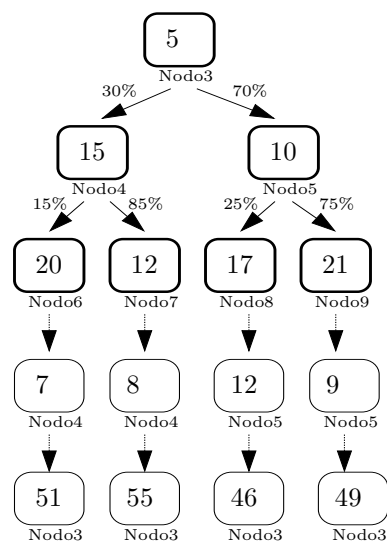 5
Nodo3
30% 70%
15 10
Nodo4 Nodo5
15% 85% 25% 75%
20 12 17 21
Nodo6 Nodo7 Nodo8 Nodo9
7 8 12 9
Nodo4 Nodo4 Nodo5 Nodo5
51 55 46 49
Nodo3 Nodo3 Nodo3 Nodo3